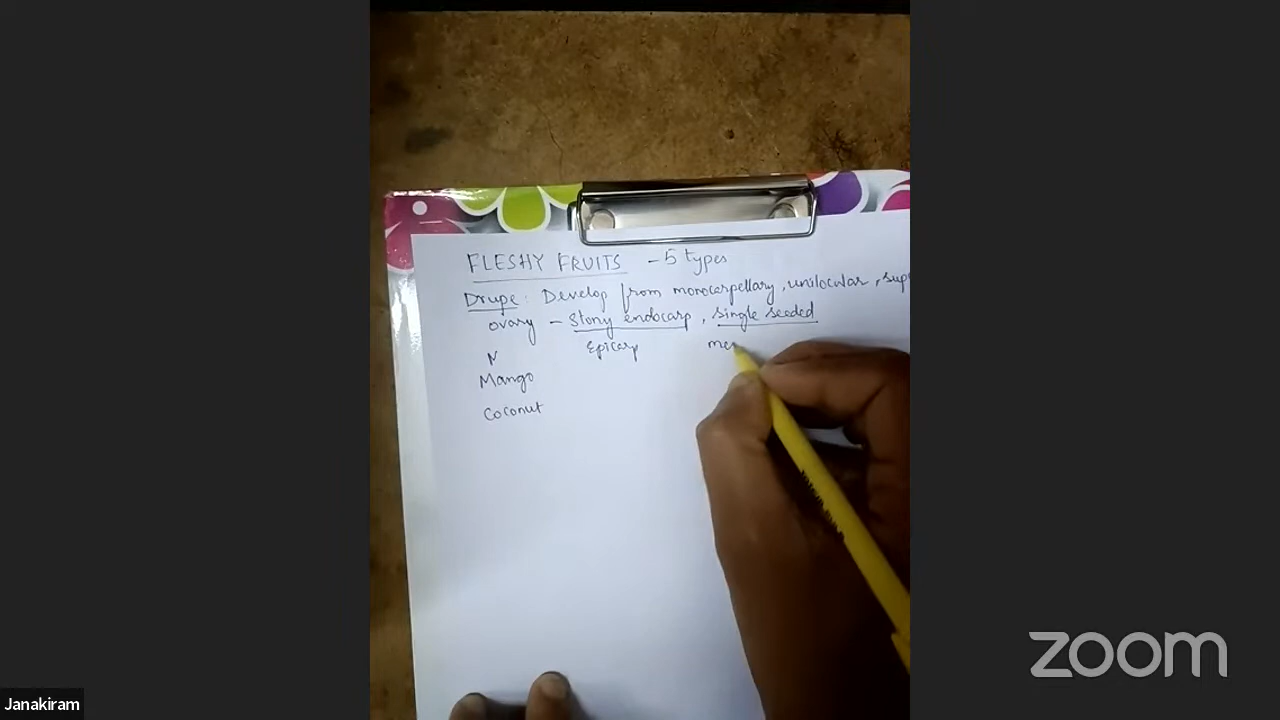 FLESHY FRUITS - 5 types
Drupe: Develop from monocarpellary, unilocular, sup
ovary - Stony endocarp, single seeded
N Epicarp mes
Mango
Coconut
zoom
Janakiram